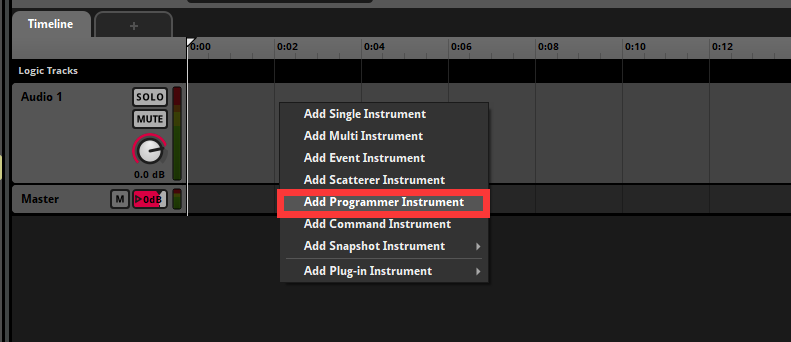 Timeline
+
0:00 0:02 0:04 0:06 0:08 0:10 0:12
Logic Tracks
Audio 1
SOLO
MUTE
0.0 dB
Master M 0dB
Add Single Instrument
Add Multi Instrument
Add Event Instrument
Add Scatterer Instrument
Add Programmer Instrument
Add Command Instrument
Add Snapshot Instrument
Add Plug-in Instrument